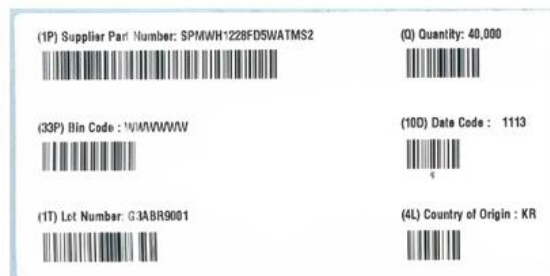 (1P) Supplier Part Number: SPMWH1228FD5WATMS2
(Q) Quantity: 40,000
(33P) Bin Code : WWWWWW
(10D) Date Code : 1113
(1T) Lot Number: G3ABR9001
(4L) Country of Origin : KR